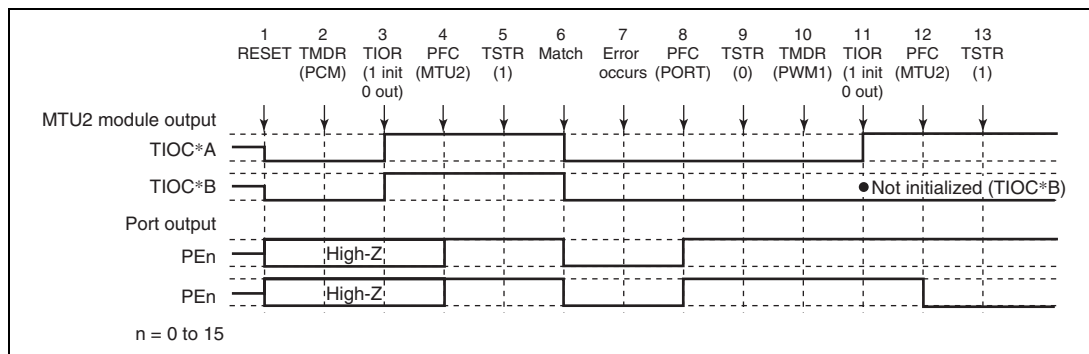 1 2 3 4 5 6 7 8 9 10 11 12 13
RESET TMDR TIOR PFC TSTR Match Error PFC TSTR TMDR TIOR PFC TSTR
(PCM) (1 init (MTU2) (1) occurs (PORT) (0) (PWM1) (1 init (MTU2) (1)
0 out) 0 out)
MTU2 module output
TIOC*A
TIOC*B
●Not initialized (TIOC*B)
Port output
PEn
High-Z
PEn
High-Z
n = 0 to 15